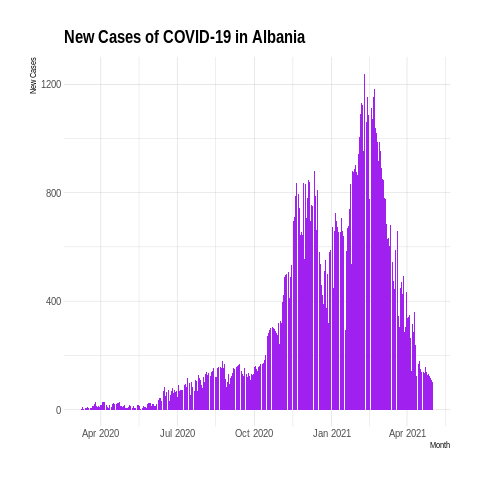 New Cases of COVID-19 in Albania
New Cases
1200
800
400
0
Apr 2020 Jul 2020 Oct 2020 Jan 2021 Apr 2021
Month